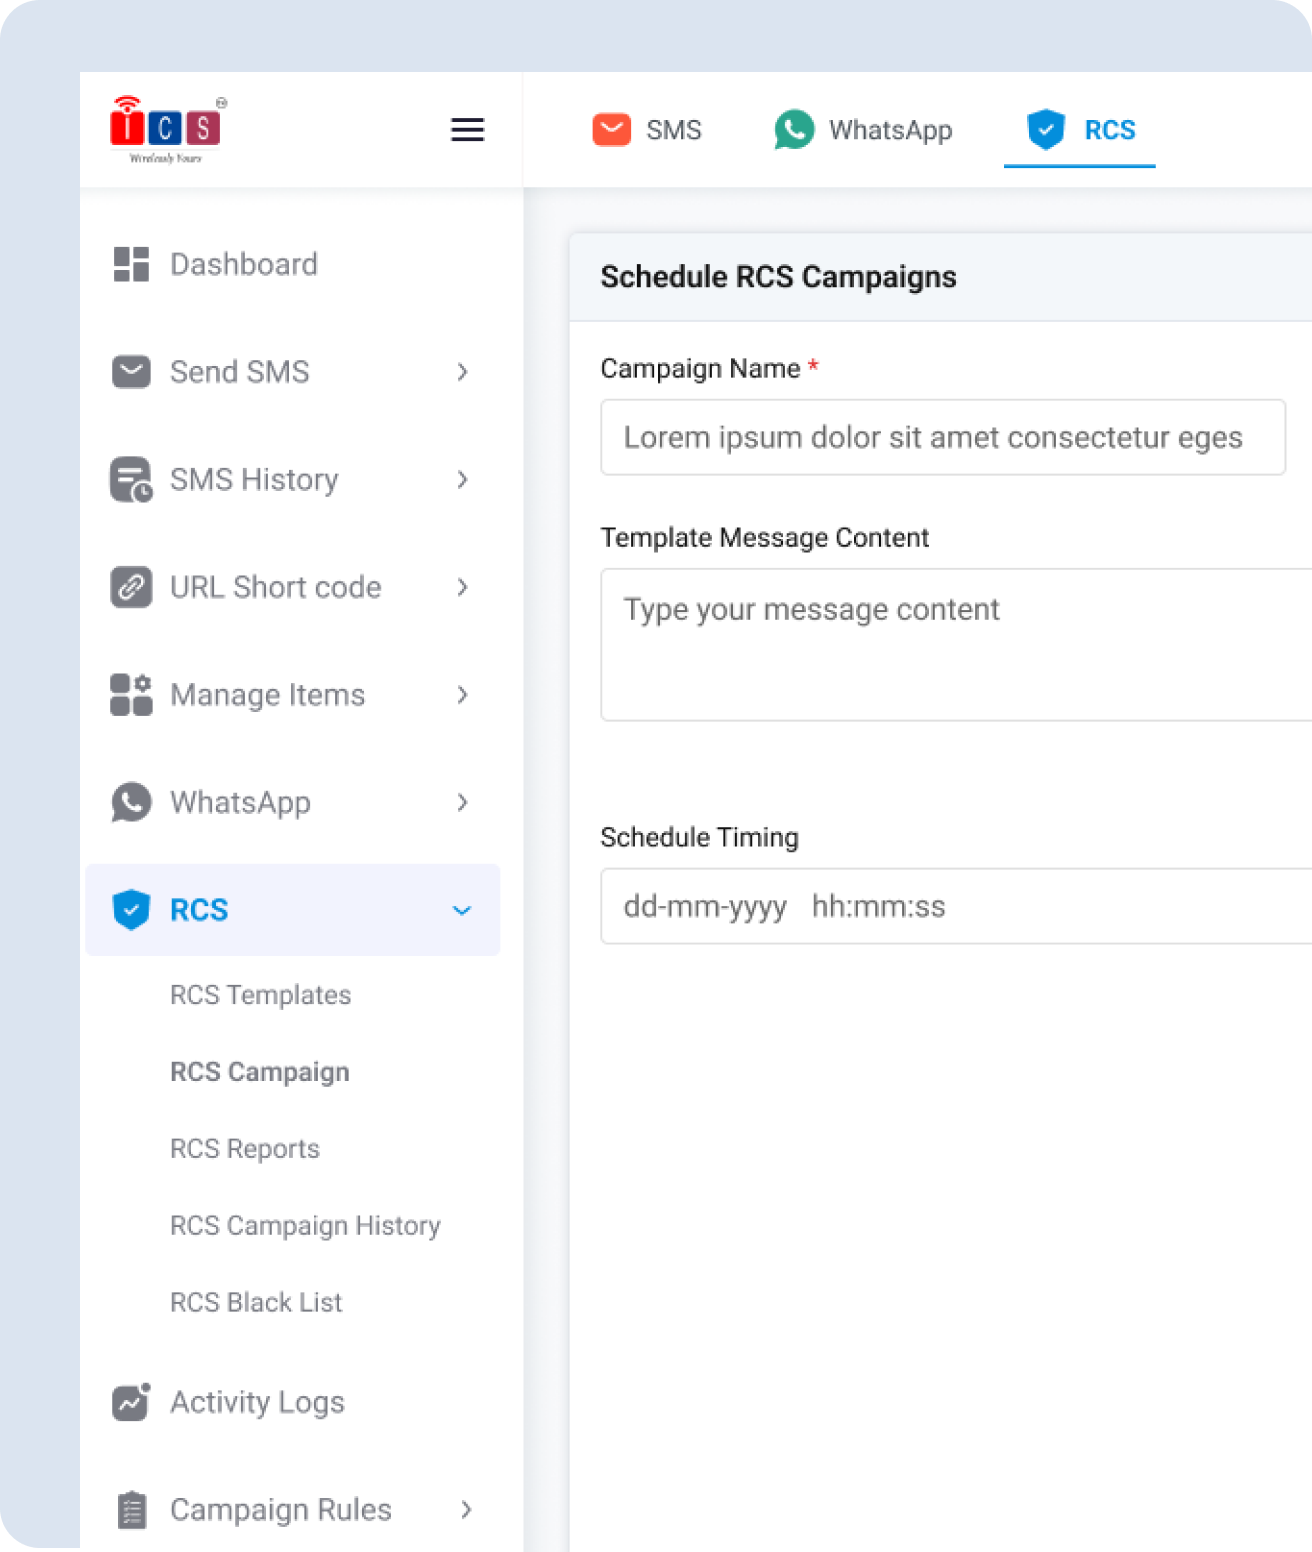 ICS
Wirelessly Yours
SMS
WhatsApp
RCS
Dashboard
Send SMS
SMS History
URL Short code
Manage Items
WhatsApp
RCS
RCS Templates
RCS Campaign
RCS Reports
RCS Campaign History
RCS Black List
Activity Logs
Campaign Rules
Schedule RCS Campaigns
Campaign Name *
Lorem ipsum dolor sit amet consectetur eges
Template Message Content
Type your message content
Schedule Timing
dd-mm-yyyy hh:mm:ss